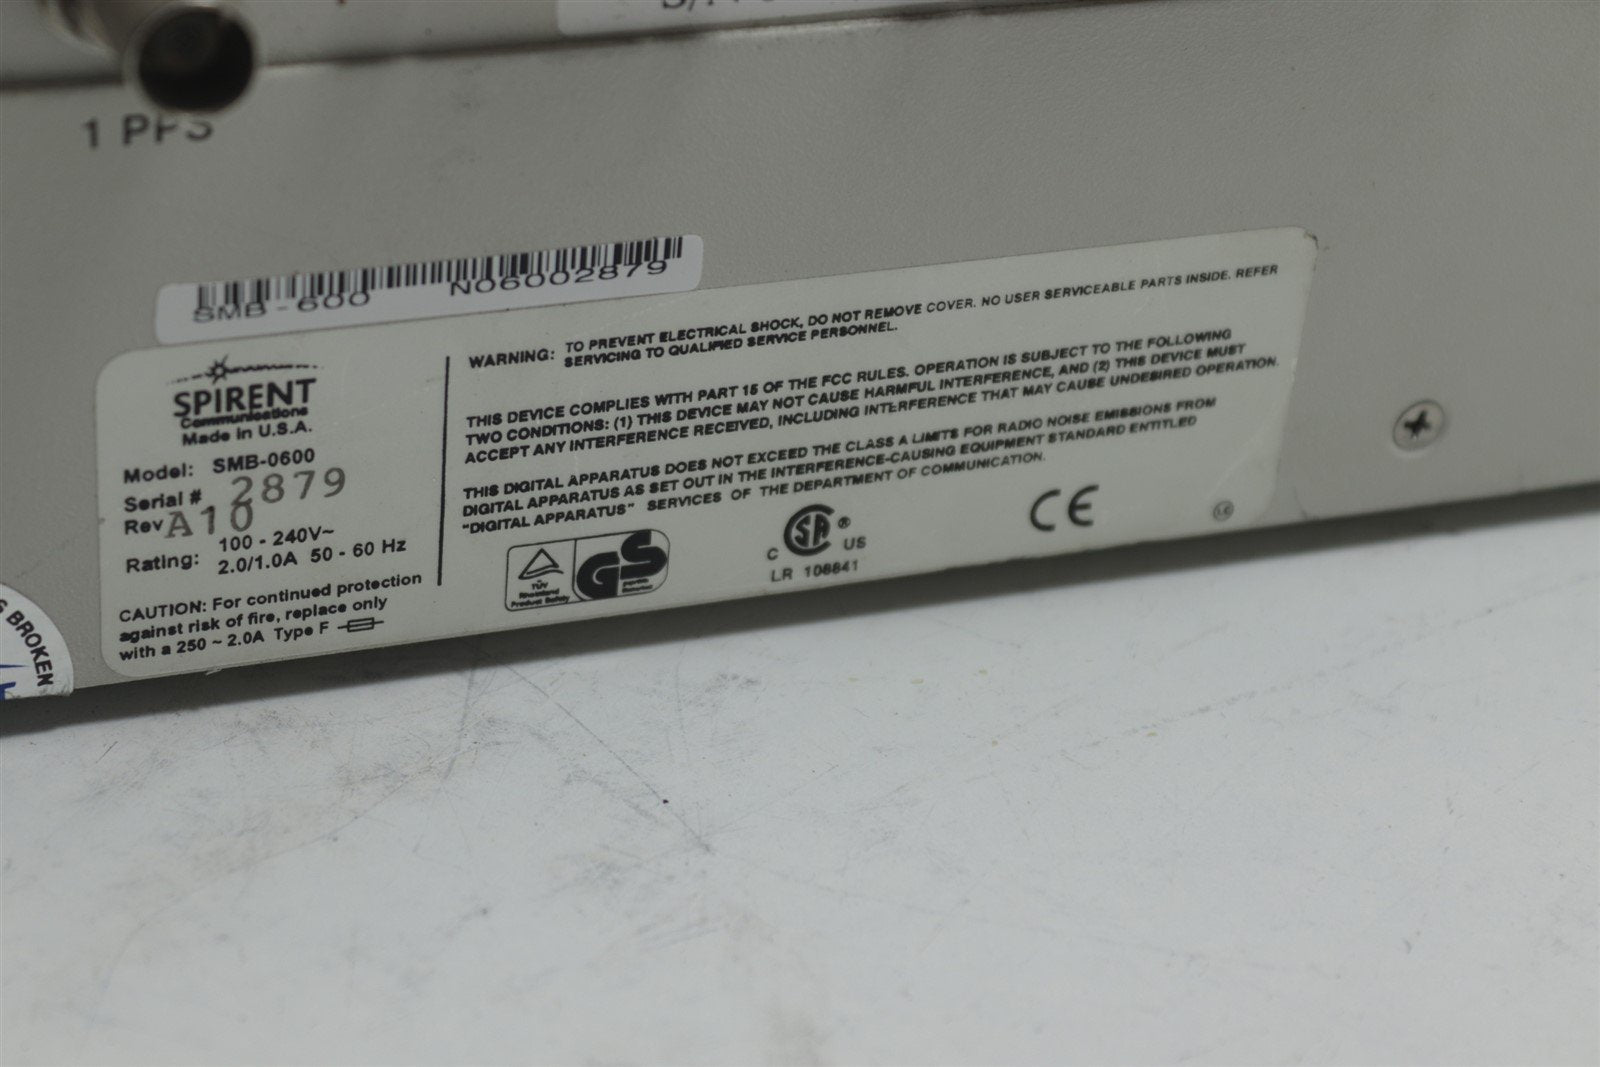 1 PPS
SMB-600 N06002879
SPIRENT
Communications
Made in U.S.A.
Model: SMB-0600
Serial # 2879
Rev A10
Rating: 100 - 240V~
2.0/1.0A 50 - 60 Hz
CAUTION: For continued protection
against risk of fire, replace only
with a 250 ~ 2.0A Type F
WARNING: TO PREVENT ELECTRICAL SHOCK, DO NOT REMOVE COVER. NO USER SERVICEABLE PARTS INSIDE. REFER
SERVICING TO QUALIFIED SERVICE PERSONNEL.
THIS DEVICE COMPLIES WITH PART 15 OF THE FCC RULES. OPERATION IS SUBJECT TO THE FOLLOWING
TWO CONDITIONS: (1) THIS DEVICE MAY NOT CAUSE HARMFUL INTERFERENCE, AND (2) THIS DEVICE MUST
ACCEPT ANY INTERFERENCE RECEIVED, INCLUDING INTERFERENCE THAT MAY CAUSE UNDESIRED OPERATION.
THIS DIGITAL APPARATUS DOES NOT EXCEED THE CLASS A LIMITS FOR RADIO NOISE EMISSIONS FROM
DIGITAL APPARATUS AS SET OUT IN THE INTERFERENCE-CAUSING EQUIPMENT STANDARD ENTITLED
"DIGITAL APPARATUS" SERVICES OF THE DEPARTMENT OF COMMUNICATION.
TÜV
Rheinland
Product Safety
GS
C SA ® US
LR 108841
CE
BROKEN